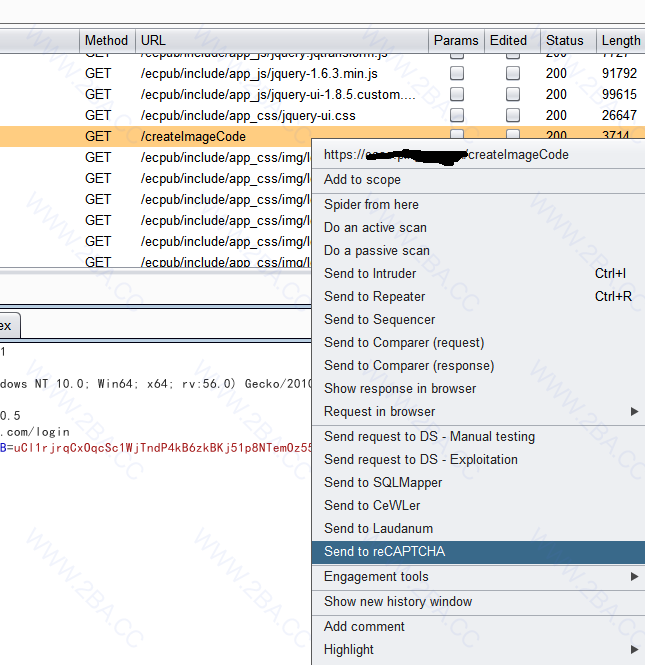 Method URL Params Edited Status Length
GET /ecpub/include/app_js/jquery.jqtransform.js 200 7727
GET /ecpub/include/app_js/jquery-1.6.3.min.js 200 91792
GET /ecpub/include/app_js/jquery-ui-1.8.5.custom.... 200 99615
GET /ecpub/include/app_css/jquery-ui.css 200 26647
GET /createImageCode 200 3714
GET /ecpub/include/app_css/img/l
GET /ecpub/include/app_css/img/l
GET /ecpub/include/app_css/img/l
GET /ecpub/include/app_css/img/l
GET /ecpub/include/app_css/img/l
GET /ecpub/include/app_css/img/l
https:// /createImageCode
Add to scope
Spider from here
Do an active scan
Do a passive scan
Send to Intruder Ctrl+I
Send to Repeater Ctrl+R
Send to Sequencer
Send to Comparer (request)
Send to Comparer (response)
Show response in browser
Request in browser
Send request to DS - Manual testing
Send request to DS - Exploitation
Send to SQLMapper
Send to CeWLer
Send to Laudanum
Send to reCAPTCHA
Engagement tools
Show new history window
Add comment
Highlight
ex
1
dows NT 10.0; Win64; x64; rv:56.0) Gecko/2010
0.5
.com/login
B=uCl1rjrqCxOqcSc1WjTndP4kB6zkBKj51p8NTemOz55
WWW.2BA.CC